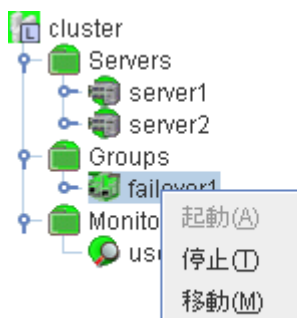 cluster
Servers
server1
server2
Groups
failover1
起動(A)
停止(T)
移動(M)